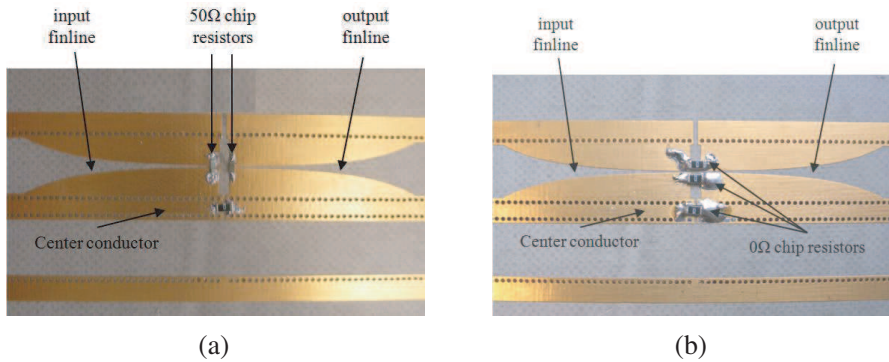 input
finline
50Ω chip
resistors
output
finline
Center conductor
(a)
input
finline
output
finline
Center conductor
0Ω chip resistors
(b)